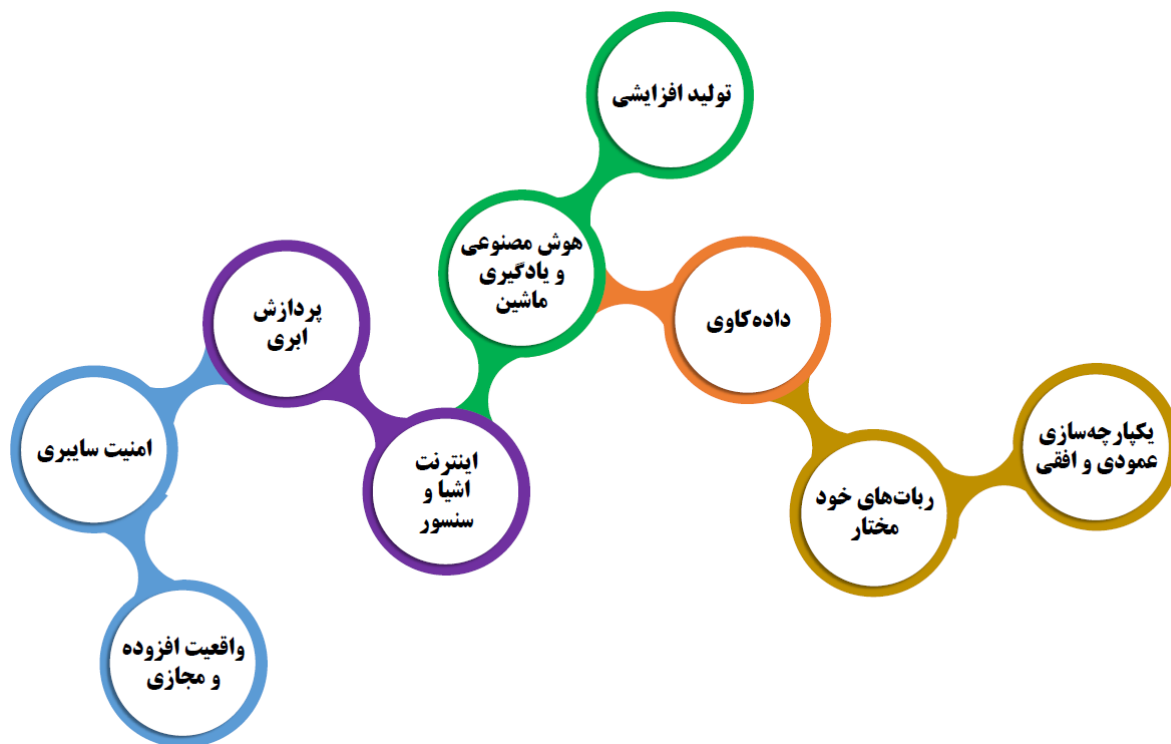 تولید افزایشی
هوش مصنوعی
و یادگیری
ماشین
داده‌کاوی
پردازش
ابری
یکپارچه‌سازی
عمودی و افقی
امنیت سایبری
اینترنت
اشیا و
سنسور
ربات‌های خود
مختار
واقعیت افزوده
و مجازی